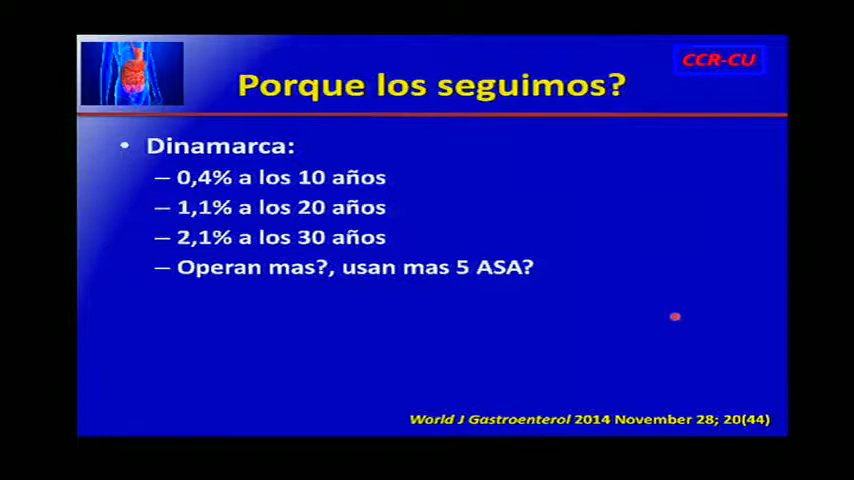 CCR-CU
Porque los seguimos?
• Dinamarca:
– 0,4% a los 10 años
– 1,1% a los 20 años
– 2,1% a los 30 años
– Operan mas?, usan mas 5 ASA?
World J Gastroenterol 2014 November 28; 20(44)